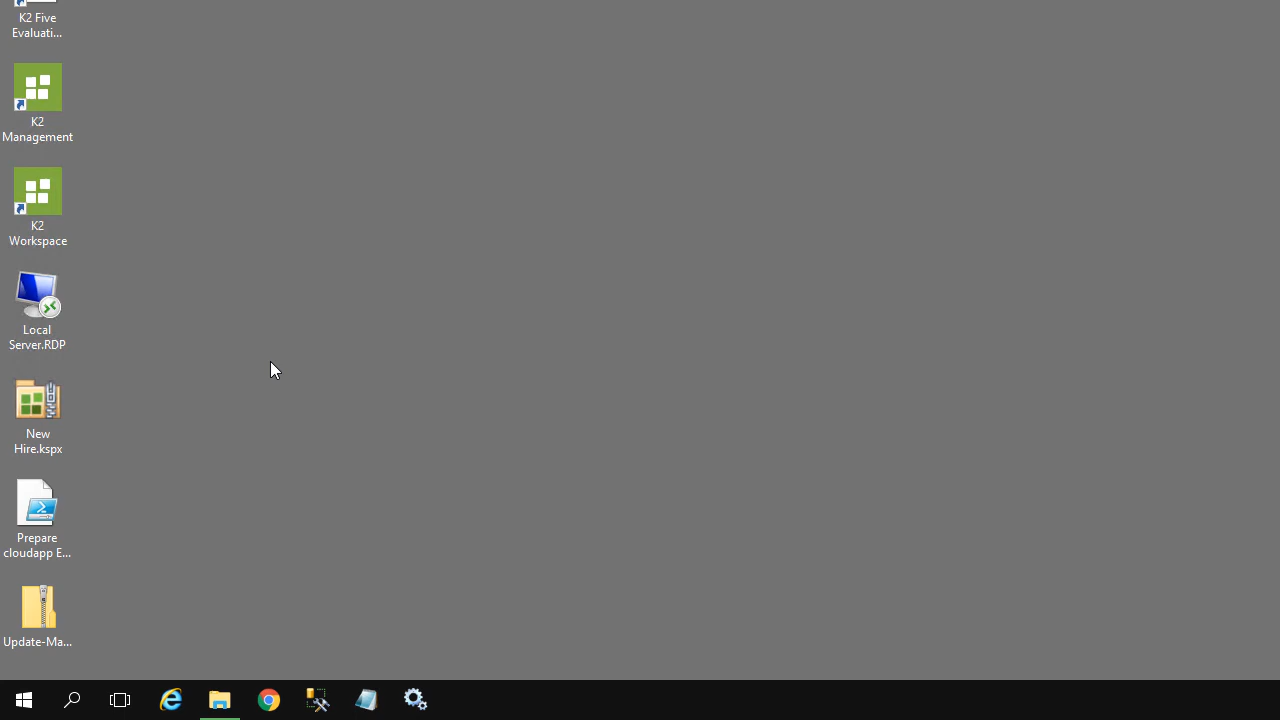 K2 Five
Evaluati...
K2
Management
K2
Workspace
Local
Server.RDP
New
Hire.kspx
Prepare
cloudapp E...
Update-Ma...